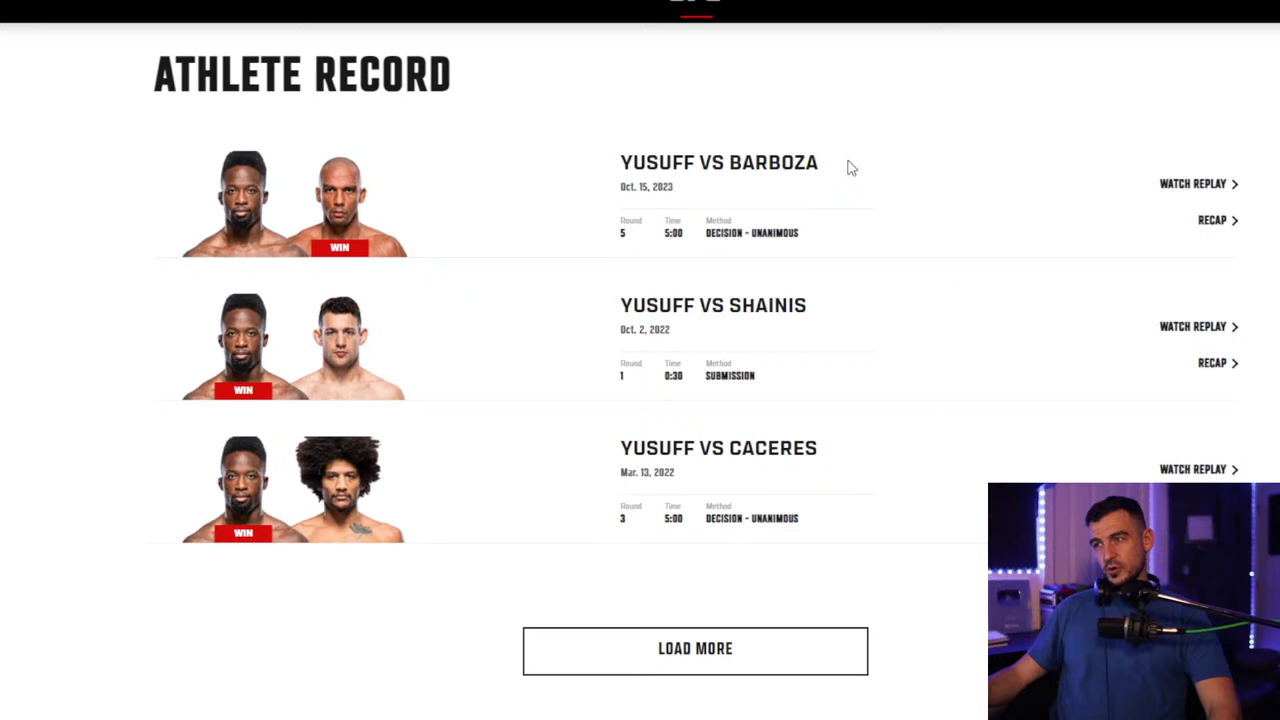 ATHLETE RECORD
YUSUFF VS BARBOZA
Oct. 15, 2023
WATCH REPLAY
Round Time Method
5 5:00 DECISION - UNANIMOUS
RECAP
WIN
YUSUFF VS SHAINIS
Oct. 2, 2022
WATCH REPLAY
Round Time Method
1 0:30 SUBMISSION
RECAP
WIN
YUSUFF VS CACERES
Mar. 13, 2022
WATCH REPLAY
Round Time Method
3 5:00 DECISION - UNANIMOUS
WIN
LOAD MORE